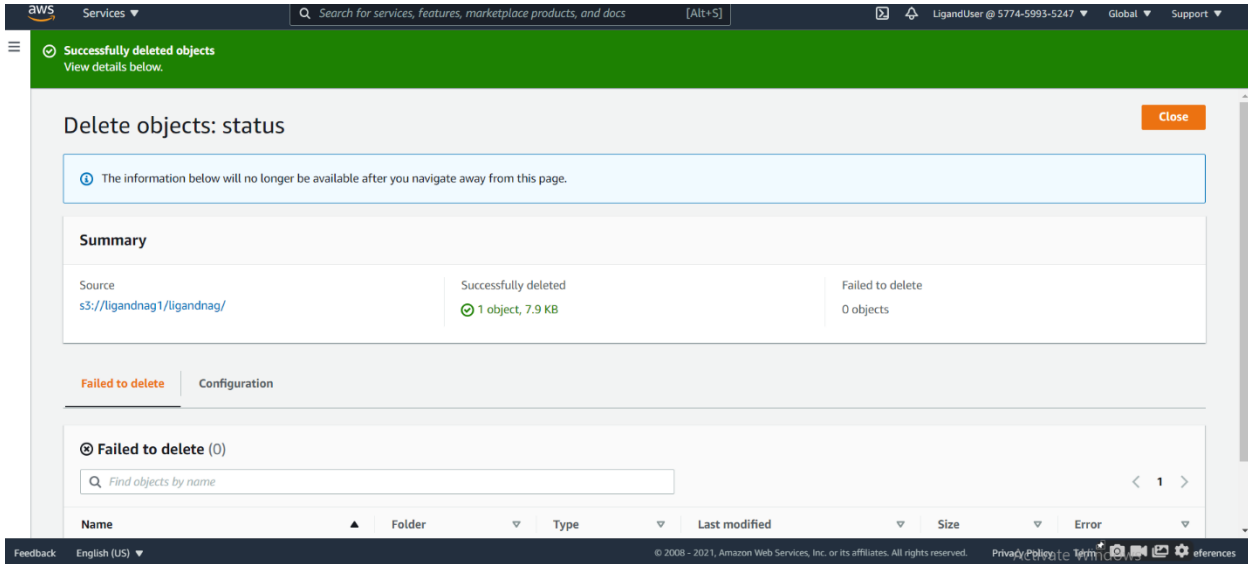 aws Services ▼ Search for services, features, marketplace products, and docs [Alt+S] LigandUser @ 5774-5993-5247 ▼ Global ▼ Support ▼
Successfully deleted objects
View details below.
Delete objects: status
Close
The information below will no longer be available after you navigate away from this page.
Summary
Source
s3://ligandnag1/ligandnag/
Successfully deleted
1 object, 7.9 KB
Failed to delete
0 objects
Failed to delete Configuration
Failed to delete (0)
Find objects by name
1
Name Folder Type Last modified Size Error
Feedback English (US) ▼ © 2008 - 2021, Amazon Web Services, Inc. or its affiliates. All rights reserved. Privacy Policy eferences
Activate Windows